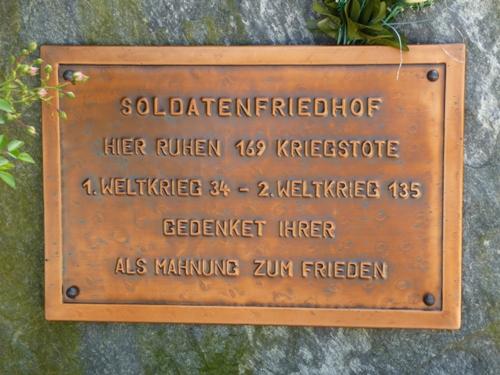 SOLDATENFRIEDHOF
HIER RUHEN 169 KRIEGSTOTE
1. WELTKRIEG 34 - 2. WELTKRIEG 135
GEDENKET IHRER
ALS MAHNUNG ZUM FRIEDEN